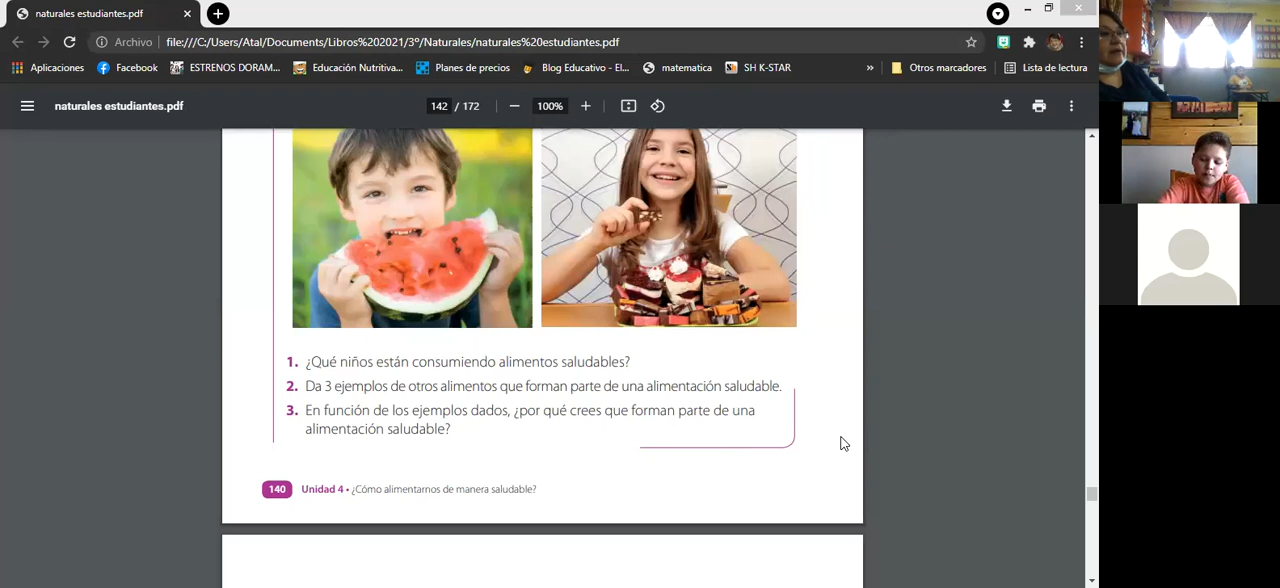 naturales estudiantes.pdf
Archivo
file:///C:/Users/Atal/Documents/Libros%202021/3º/Naturales/naturales%20estudiantes.pdf
Aplicaciones Facebook ESTRENOS DORAM... Educación Nutritiva... Planes de precios Blog Educativo - El... matematica SH K-STAR » Otros marcadores Lista de lectura
naturales estudiantes.pdf 142 / 172 100%
1. ¿Qué niños están consumiendo alimentos saludables?
2. Da 3 ejemplos de otros alimentos que forman parte de una alimentación saludable.
3. En función de los ejemplos dados, ¿por qué crees que forman parte de una
alimentación saludable?
140 Unidad 4 • ¿Cómo alimentarnos de manera saludable?